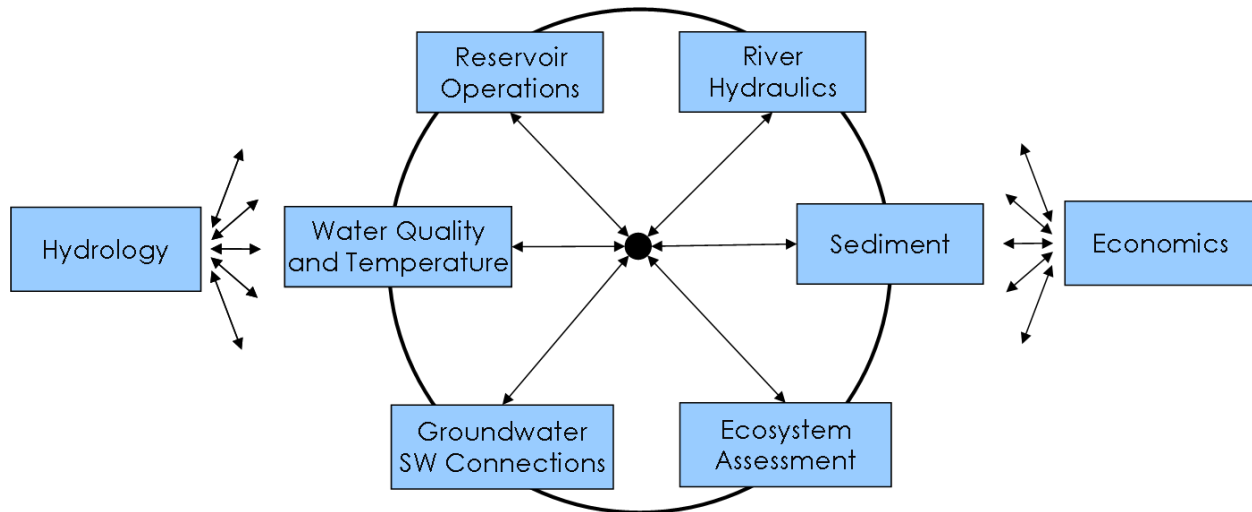 Reservoir
Operations
River
Hydraulics
Hydrology
Water Quality
and Temperature
Sediment
Economics
Groundwater
SW Connections
Ecosystem
Assessment